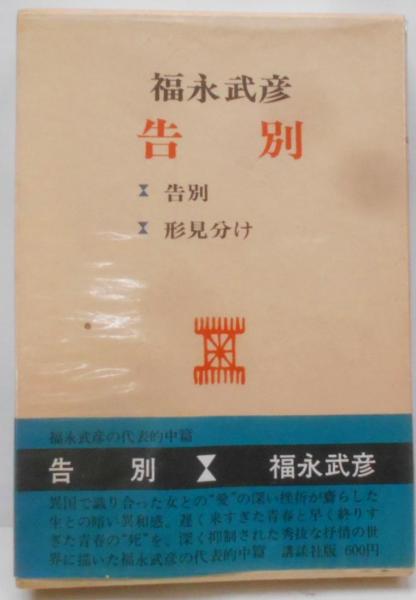 福永武彦
告別
告別
形見分け
福永武彦の代表的中篇
告別 福永武彦
異国で識り合った女との“愛”の深い挫折が齎らした
生との暗い異和感。遅く来すぎた青春と早く終りす
ぎた青春の“死”を、深く抑制された秀抜な抒情の世
界に描いた福永武彦の代表的中篇 講談社版 600円